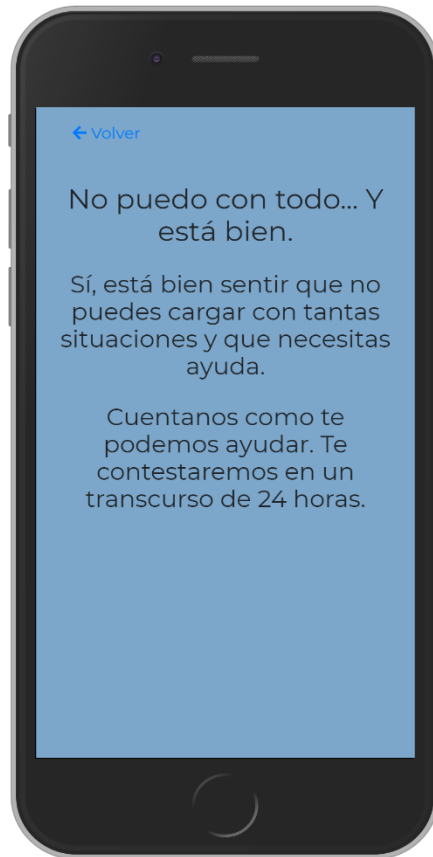 Volver
No puedo con todo... Y
está bien.
Sí, está bien sentir que no
puedes cargar con tantas
situaciones y que necesitas
ayuda.
Cuentanos como te
podemos ayudar. Te
contestaremos en un
transcurso de 24 horas.